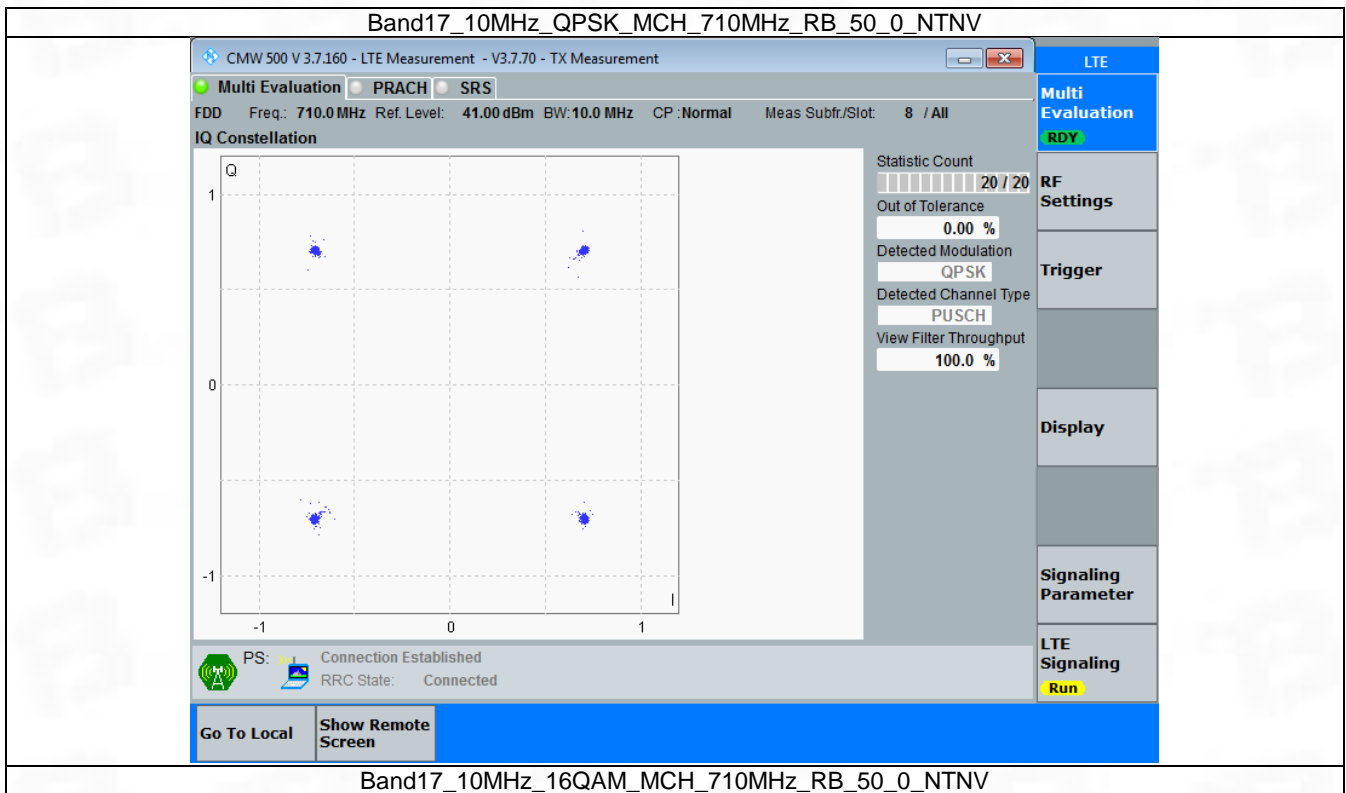 Band17_10MHz_QPSK_MCH_710MHz_RB_50_0_NTNV
CMW 500 V 3.7.160 - LTE Measurement - V3.7.70 - TX Measurement
LTE
Multi Evaluation PRACH SRS
Multi
Evaluation
RDY
FDD Freq.: 710.0 MHz Ref. Level: 41.00 dBm BW: 10.0 MHz CP : Normal Meas Subfr./Slot: 8 / All
IQ Constellation
Q
1
0
-1
I
-1 0 1
Statistic Count
20 / 20
Out of Tolerance
0.00 %
Detected Modulation
QPSK
Detected Channel Type
PUSCH
View Filter Throughput
100.0 %
RF
Settings
Trigger
Display
Signaling
Parameter
LTE
Signaling
Run
PS: Connection Established
RRC State: Connected
Go To Local
Show Remote
Screen
Band17_10MHz_16QAM_MCH_710MHz_RB_50_0_NTNV